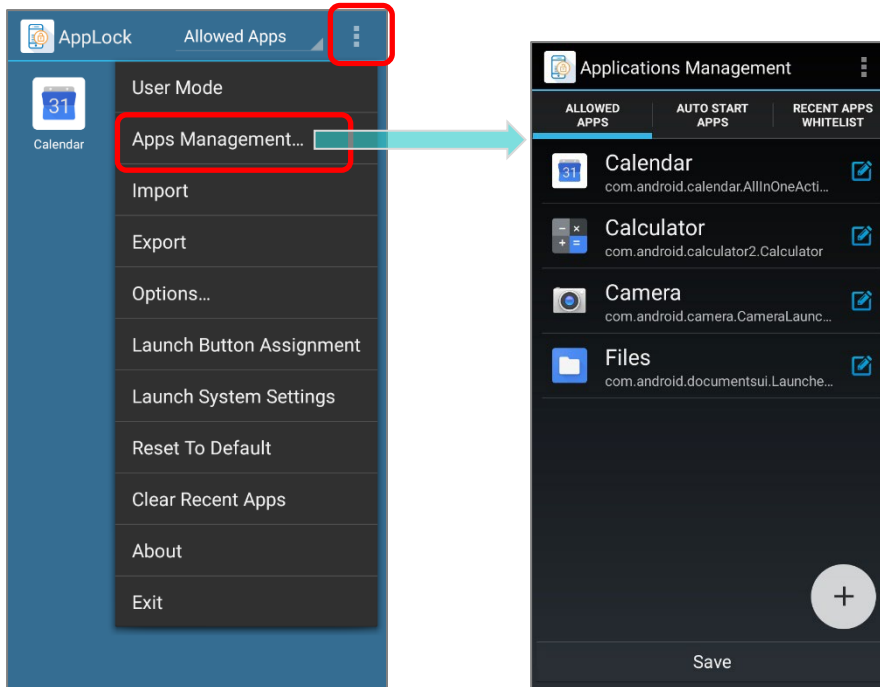 AppLock
Allowed Apps
31
Calendar
User Mode
Apps Management...
Import
Export
Options...
Launch Button Assignment
Launch System Settings
Reset To Default
Clear Recent Apps
About
Exit
Applications Management
ALLOWED
APPS
AUTO START
APPS
RECENT APPS
WHITELIST
31
Calendar
com.android.calendar.AllInOneActi...
Calculator
com.android.calculator2.Calculator
Camera
com.android.camera.CameraLaunc...
Files
com.android.documentsui.Launche...
+
Save